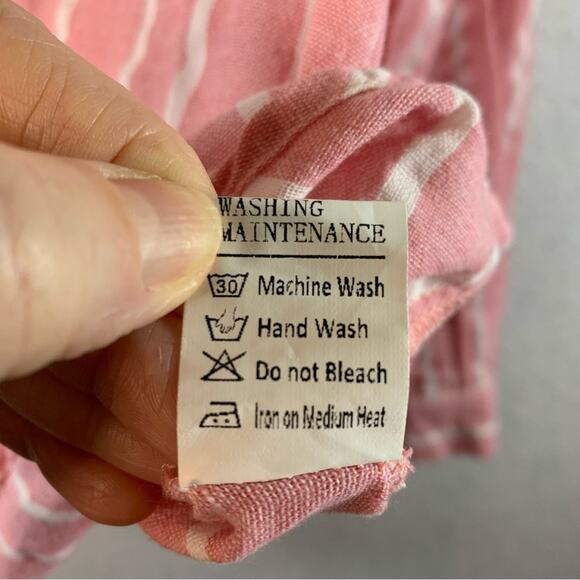 WASHING
MAINTENANCE
30 Machine Wash
Hand Wash
Do not Bleach
Iron on Medium Heat